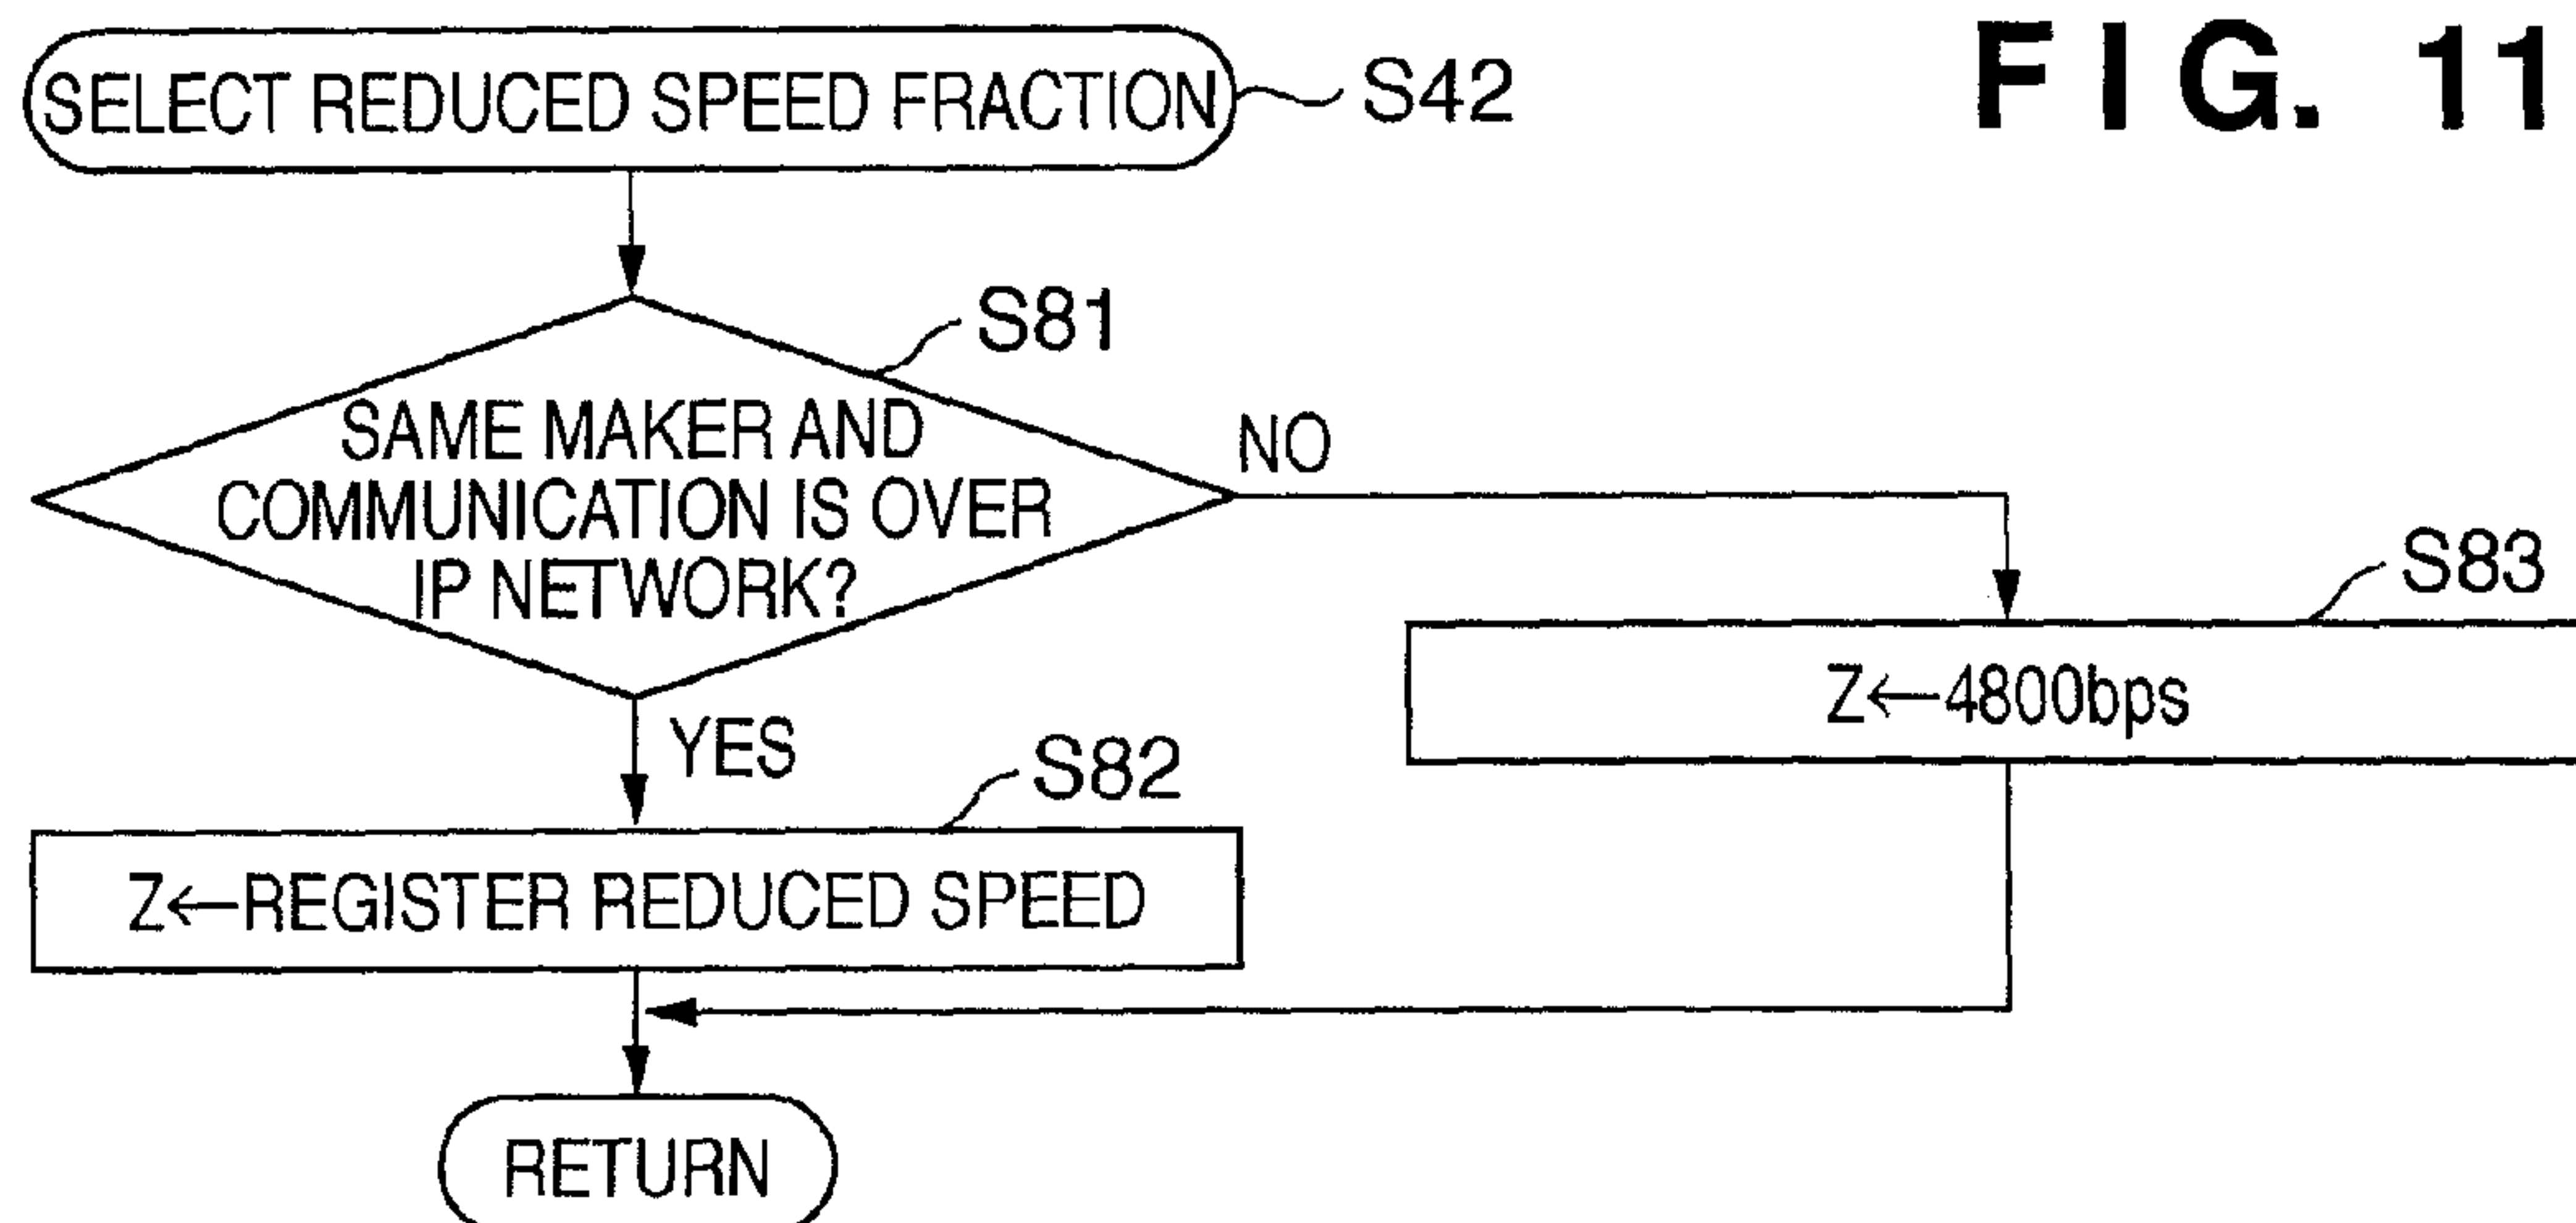 FIG. 11
SELECT REDUCED SPEED FRACTION
S42
S81
SAME MAKER AND
COMMUNICATION IS OVER
IP NETWORK?
NO
YES
S83
Z←4800bps
S82
Z←REGISTER REDUCED SPEED
RETURN